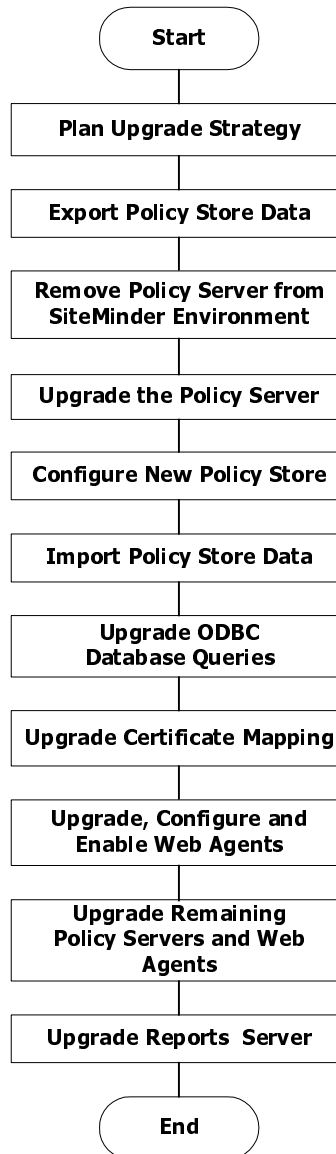 Start
Plan Upgrade Strategy
Export Policy Store Data
Remove Policy Server from
SiteMinder Environment
Upgrade the Policy Server
Configure New Policy Store
Import Policy Store Data
Upgrade ODBC
Database Queries
Upgrade Certificate Mapping
Upgrade, Configure and
Enable Web Agents
Upgrade Remaining
Policy Servers and Web
Agents
Upgrade Reports  Server
End